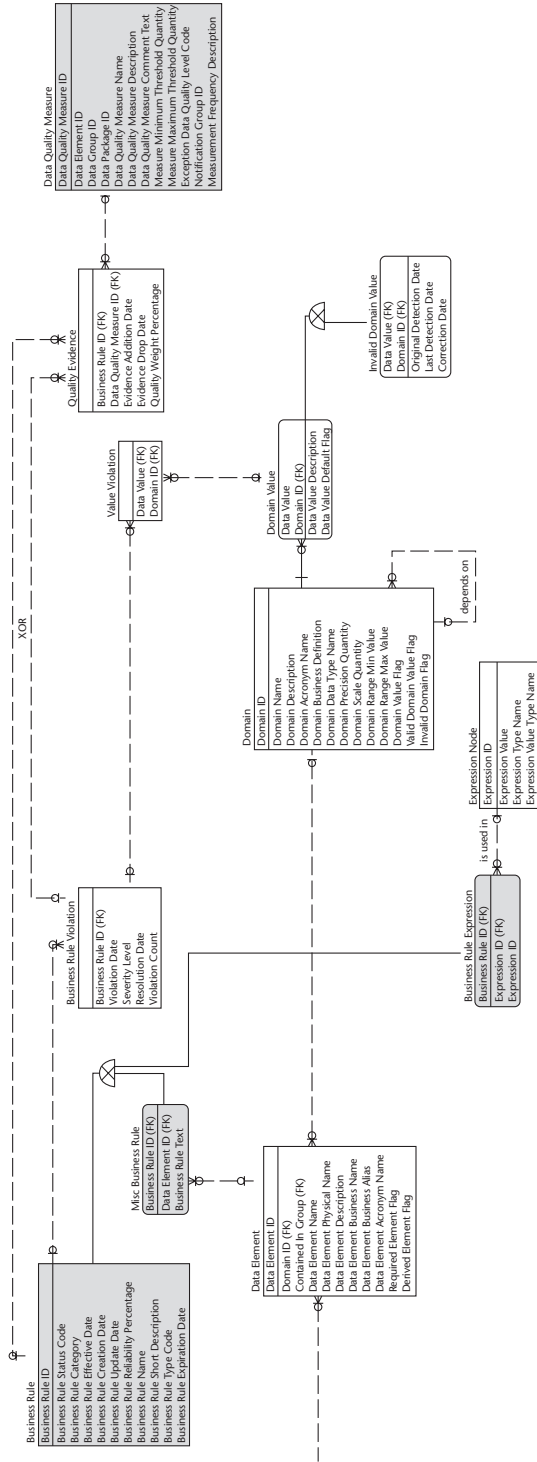 Business Rule
Business Rule ID
Business Rule Status Code
Business Rule Category
Business Rule Effective Date
Business Rule Creation Date
Business Rule Update Date
Business Rule Reliability Percentage
Business Rule Name
Business Rule Short Description
Business Rule Type Code
Business Rule Expiration Date
XOR
Business Rule Violation
Business Rule ID (FK)
Violation Date
Severity Level
Resolution Date
Violation Count
Quality Evidence
Business Rule ID (FK)
Data Quality Measure ID (FK)
Evidence Addition Date
Evidence Drop Date
Quality Weight Percentage
Data Quality Measure
Data Quality Measure ID
Data Element ID
Data Group ID
Data Package ID
Data Quality Measure Name
Data Quality Measure Description
Data Quality Measure Comment Text
Measure Minimum Threshold Quantity
Measure Maximum Threshold Quantity
Exception Data Quality Level Code
Notification Group ID
Measurement Frequency Description
Misc Business Rule
Business Rule ID (FK)
Data Element ID (FK)
Business Rule Text
Value Violation
Data Value (FK)
Domain ID (FK)
Data Element
Data Element ID
Domain ID (FK)
Contained In Group (FK)
Data Element Name
Data Element Physical Name
Data Element Description
Data Element Business Name
Data Element Business Alias
Data Element Acronym Name
Required Element Flag
Derived Element Flag
Domain
Domain ID
Domain Name
Domain Description
Domain Acronym Name
Domain Business Definition
Domain Data Type Name
Domain Precision Quantity
Domain Scale Quantity
Domain Range Min Value
Domain Range Max Value
Domain Value Flag
Valid Domain Value Flag
Invalid Domain Flag
depends on
Domain Value
Data Value
Domain ID (FK)
Data Value Description
Data Value Default Flag
Invalid Domain Value
Data Value (FK)
Domain ID (FK)
Original Detection Date
Last Detection Date
Correction Date
Business Rule Expression
Business Rule ID (FK)
Expression ID (FK)
Expression ID
is used in
Expression Node
Expression ID
Expression Value
Expression Type Name
Expression Value Type Name